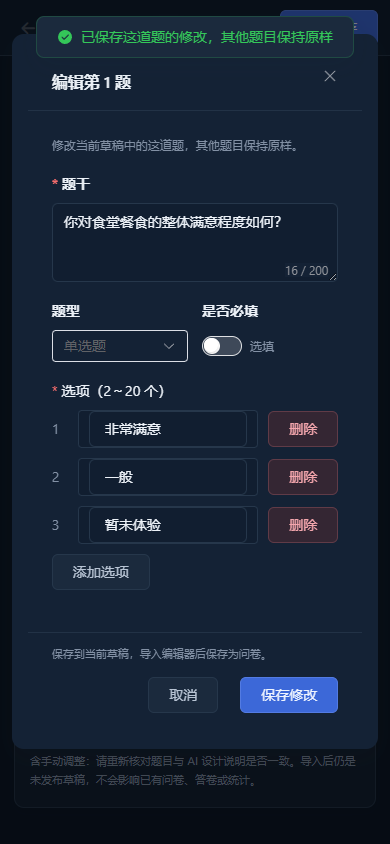 已保存这道题的修改，其他题目保持原样
编辑第 1 题
修改当前草稿中的这道题，其他题目保持原样。
* 题干
你对食堂餐食的整体满意程度如何？
16 / 200
题型 是否必填
单选题 选填
* 选项（2～20 个）
1 非常满意 删除
2 一般 删除
3 暂未体验 删除
添加选项
保存到当前草稿，导入编辑器后保存为问卷。
取消 保存修改
含手动调整：请重新核对题目与 AI 设计说明是否一致。导入后仍是
未发布草稿，不会影响已有问卷、答卷或统计。